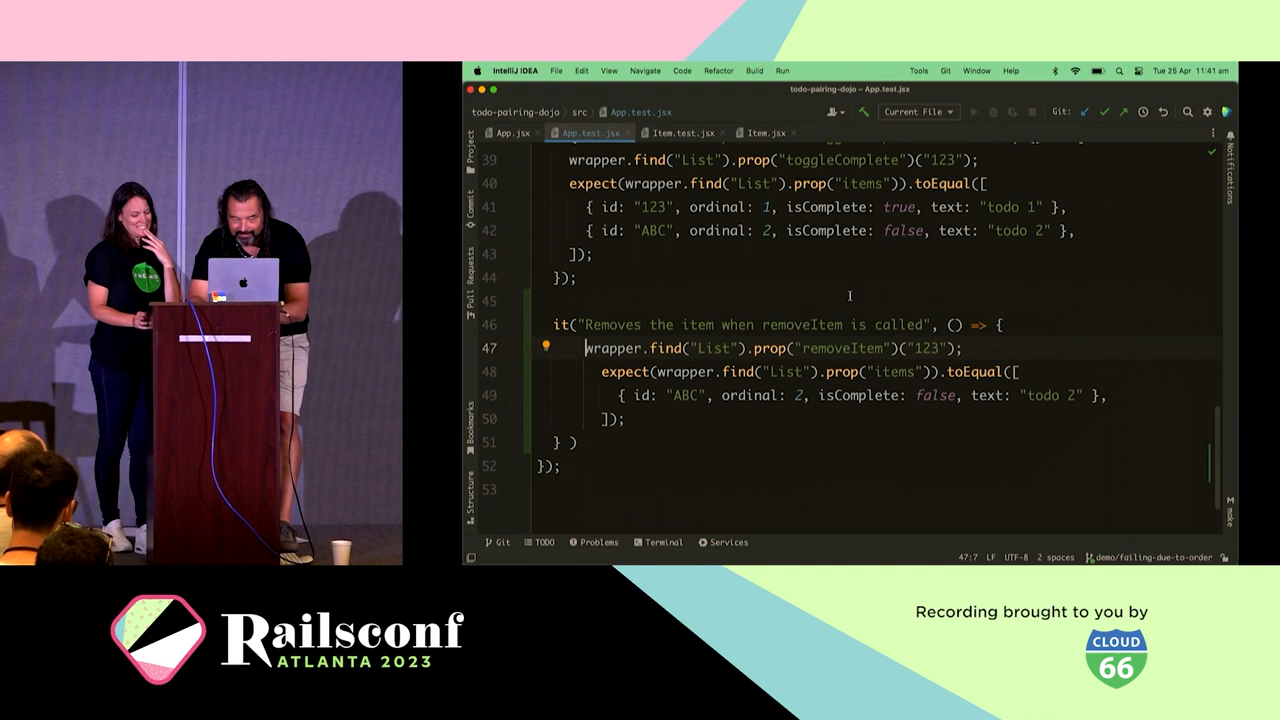 IntelliJ IDEA File Edit View Navigate Code Refactor Build Run Tools Git Window Help Tue 25 Apr 11:41 am
todo-pairing-dojo – App.test.jsx
todo-pairing-dojo src App.test.jsx Current File Git:
App.jsx App.test.jsx Item.test.jsx Item.jsx
Project
Commit
Pull Requests
Bookmarks
Structure
39 wrapper.find("List").prop("toggleComplete")("123");
40 expect(wrapper.find("List").prop("items")).toEqual([
41 { id: "123", ordinal: 1, isComplete: true, text: "todo 1" },
42 { id: "ABC", ordinal: 2, isComplete: false, text: "todo 2" },
43 ]);
44 });
45
46 it("Removes the item when removeItem is called", () => {
47 wrapper.find("List").prop("removeItem")("123");
48 expect(wrapper.find("List").prop("items")).toEqual([
49 { id: "ABC", ordinal: 2, isComplete: false, text: "todo 2" },
50 ]);
51 } )
52 });
53
Notifications
M make
Git TODO Problems Terminal Services
47:7 LF UTF-8 2 spaces demo/failing-due-to-order
Railsconf
ATLANTA 2023
Recording brought to you by
CLOUD
66